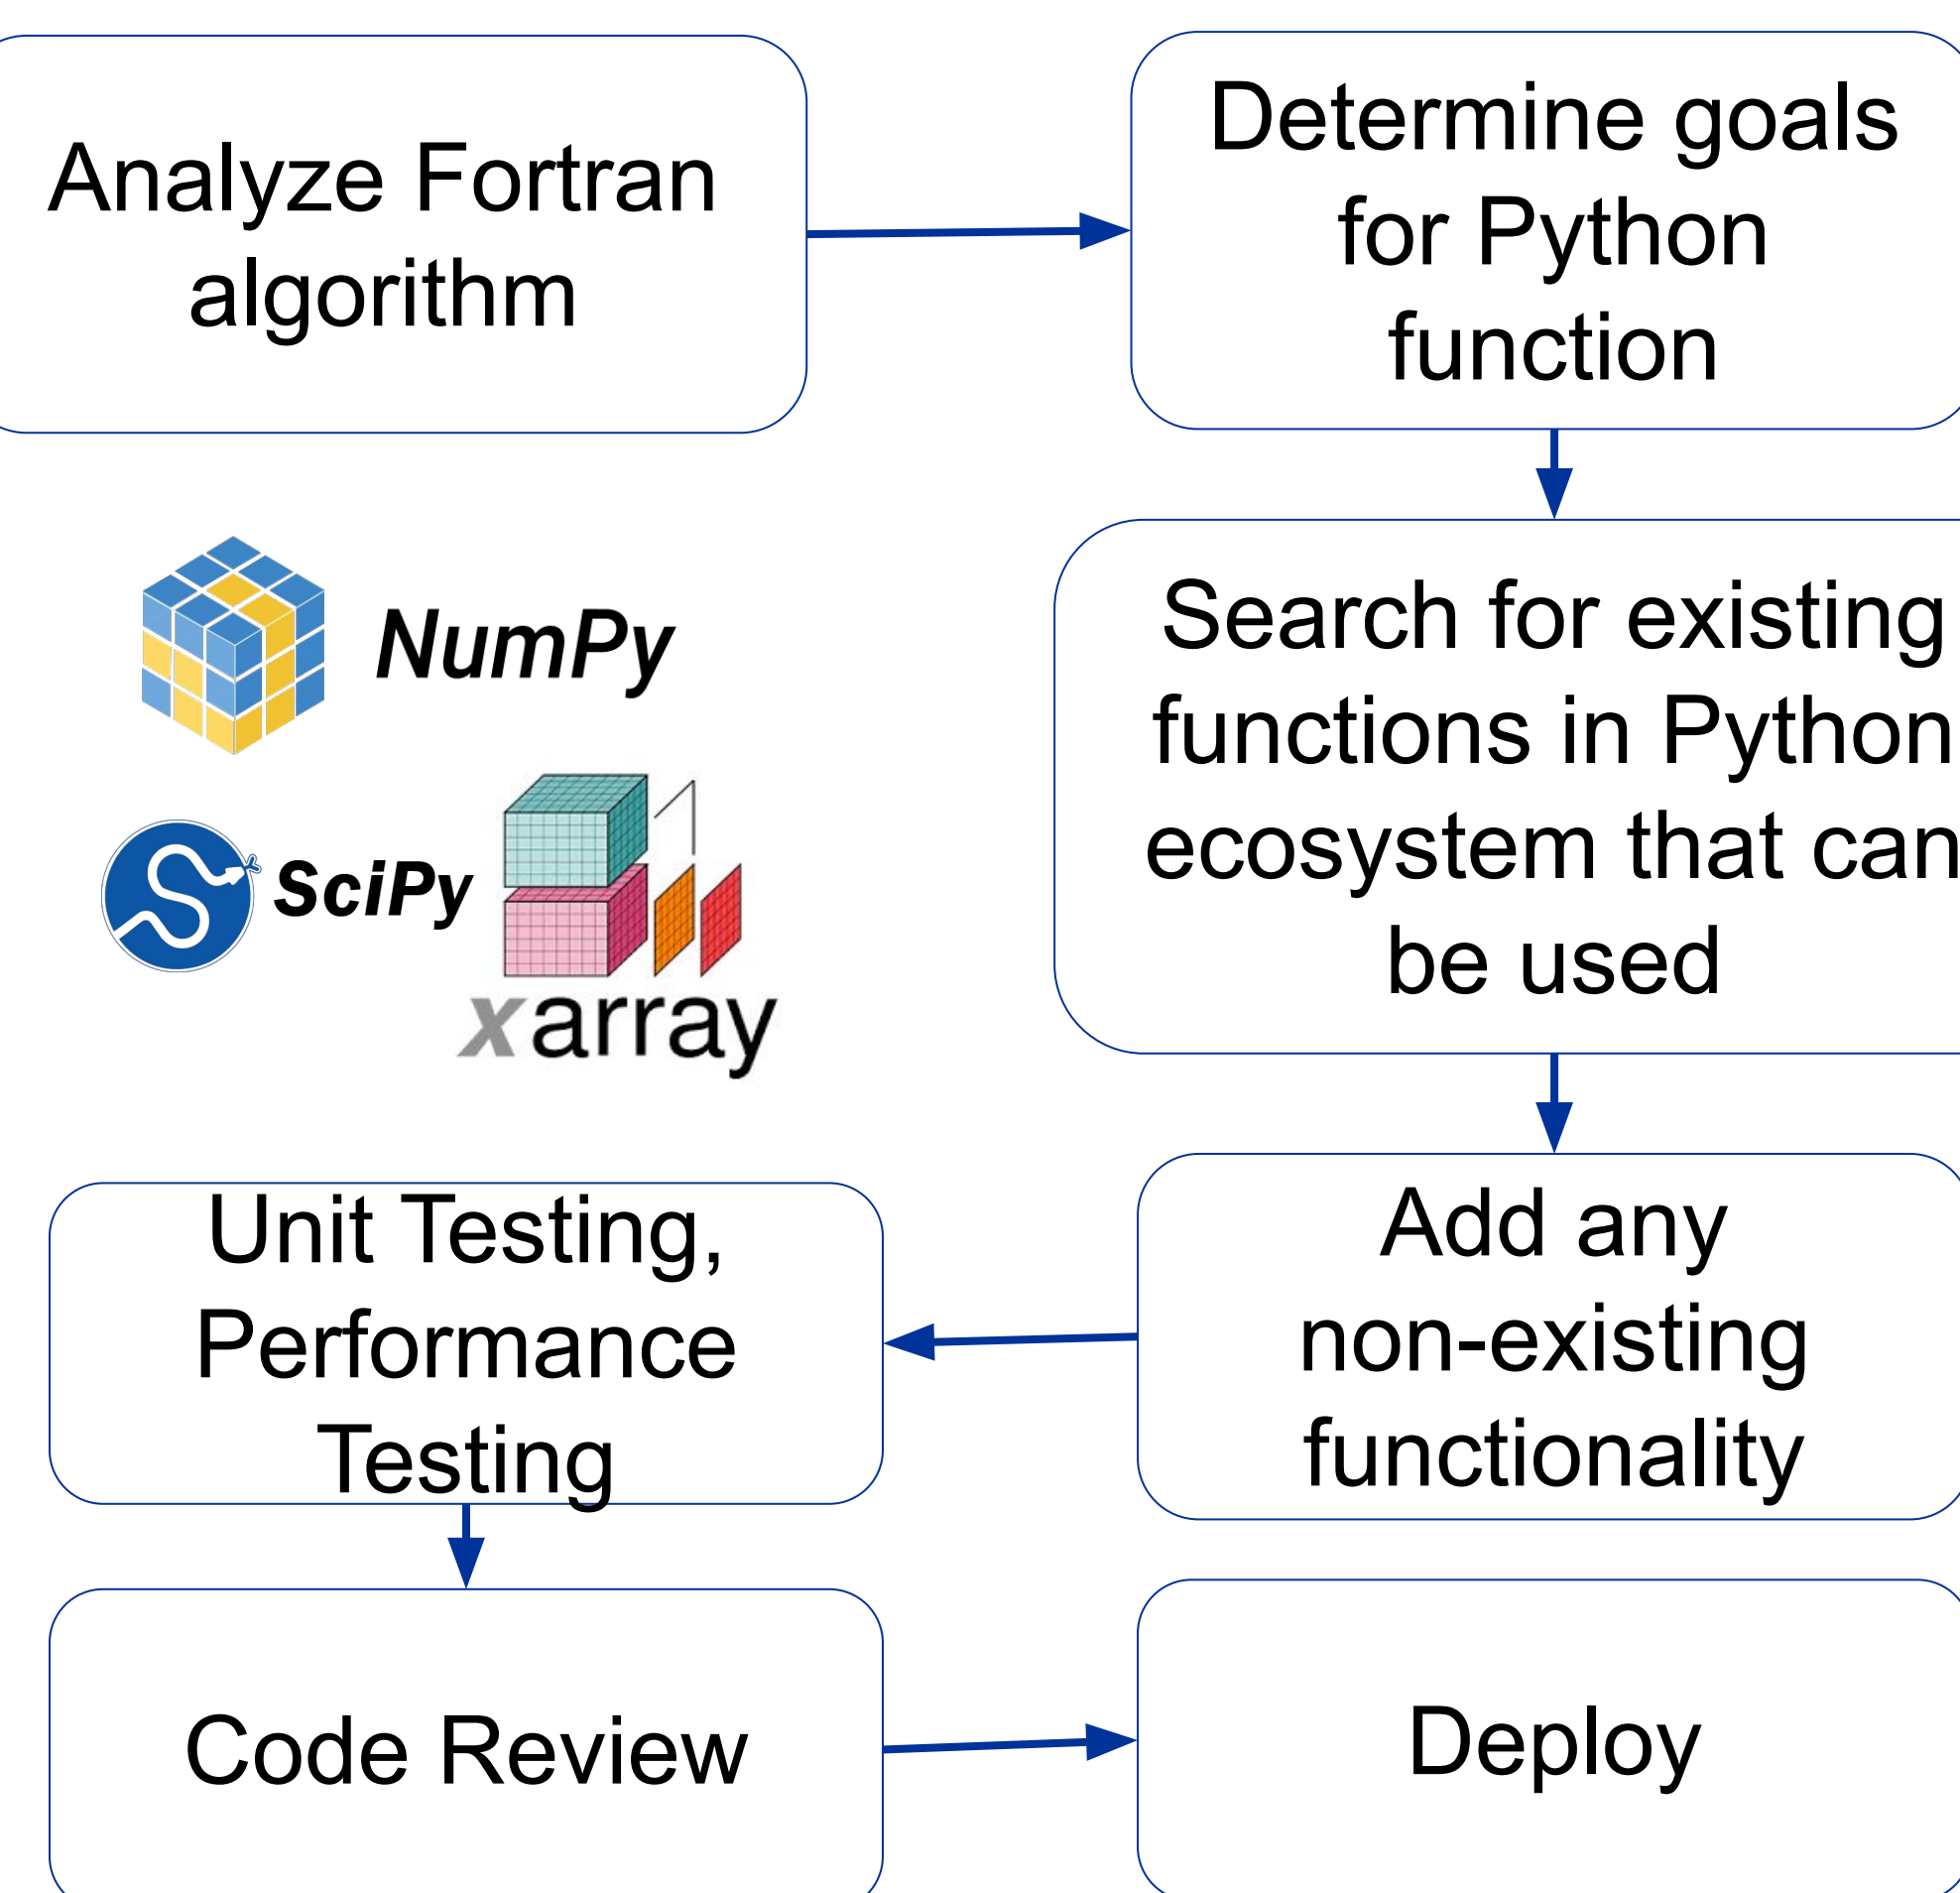 Analyze Fortran
algorithm
Determine goals
for Python
function
NumPy
SciPy
xarray
Search for existing
functions in Python
ecosystem that can
be used
Add any
non-existing
functionality
Unit Testing,
Performance
Testing
Code Review
Deploy